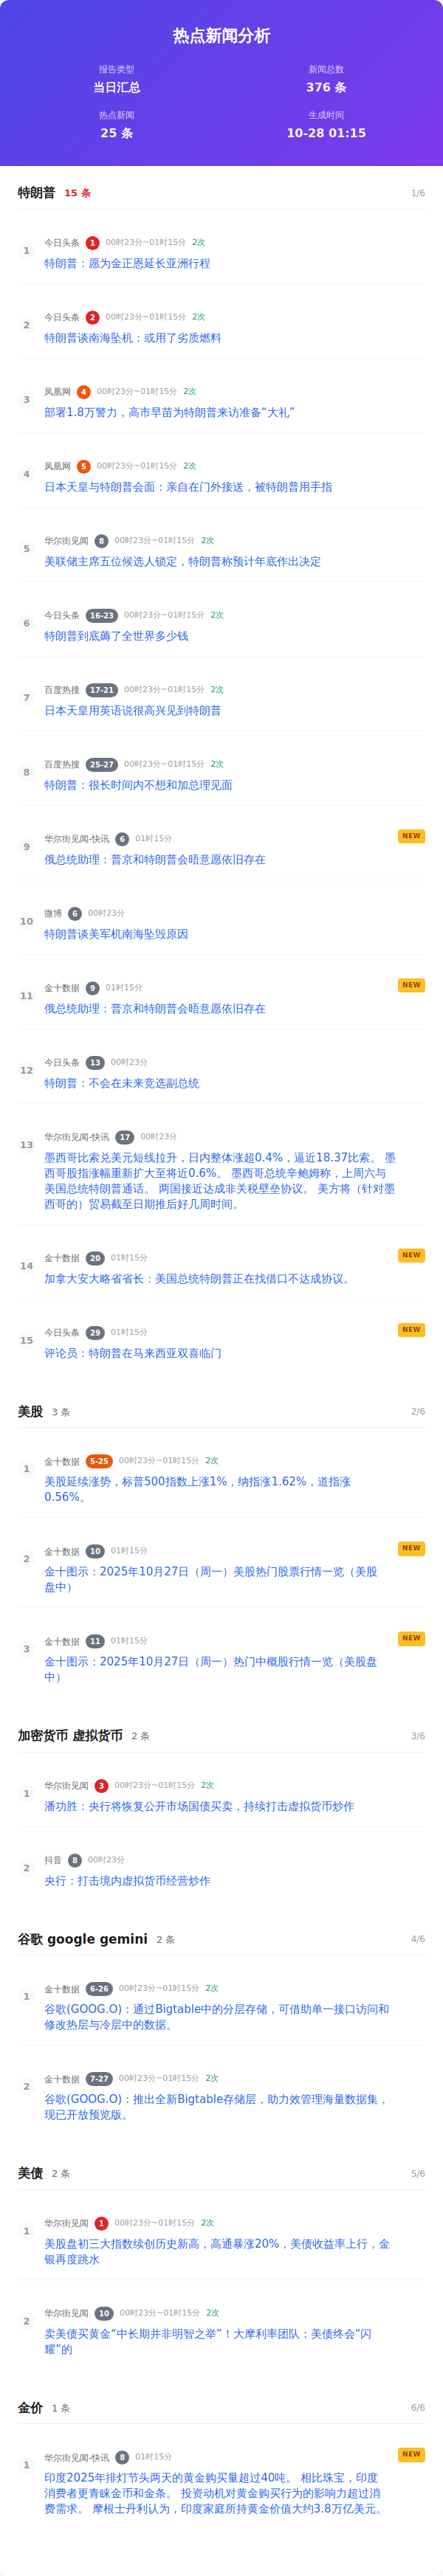 热点新闻分析
报告类型
当日汇总
新闻总数
376 条
热点新闻
25 条
生成时间
10-28 01:15
特朗普 15 条 1/6
1
今日头条 1 00时23分~01时15分 2次
特朗普：愿为金正恩延长亚洲行程
2
今日头条 2 00时23分~01时15分 2次
特朗普谈南海坠机：或用了劣质燃料
3
凤凰网 4 00时23分~01时15分 2次
部署1.8万警力，高市早苗为特朗普来访准备“大礼”
4
凤凰网 5 00时23分~01时15分 2次
日本天皇与特朗普会面：亲自在门外接送，被特朗普用手指
5
华尔街见闻 8 00时23分~01时15分 2次
美联储主席五位候选人锁定，特朗普称预计年底作出决定
6
今日头条 16-23 00时23分~01时15分 2次
特朗普到底薅了全世界多少钱
7
百度热搜 17-21 00时23分~01时15分 2次
日本天皇用英语说很高兴见到特朗普
8
百度热搜 25-27 00时23分~01时15分 2次
特朗普：很长时间内不想和加总理见面
9
华尔街见闻-快讯 6 01时15分 NEW
俄总统助理：普京和特朗普会晤意愿依旧存在
10
微博 6 00时23分
特朗普谈美军机南海坠毁原因
11
金十数据 9 01时15分 NEW
俄总统助理：普京和特朗普会晤意愿依旧存在
12
今日头条 13 00时23分
特朗普：不会在未来竞选副总统
13
华尔街见闻-快讯 17 00时23分
墨西哥比索兑美元短线拉升，日内整体涨超0.4%，逼近18.37比索。 墨
西哥股指涨幅重新扩大至将近0.6%。 墨西哥总统辛鲍姆称，上周六与
美国总统特朗普通话。 两国接近达成非关税壁垒协议。 美方将（针对墨
西哥的）贸易截至日期推后好几周时间。
14
金十数据 20 01时15分 NEW
加拿大安大略省省长：美国总统特朗普正在找借口不达成协议。
15
今日头条 29 01时15分 NEW
评论员：特朗普在马来西亚双喜临门
美股 3 条 2/6
1
金十数据 5-25 00时23分~01时15分 2次
美股延续涨势，标普500指数上涨1%，纳指涨1.62%，道指涨
0.56%。
2
金十数据 10 01时15分 NEW
金十图示：2025年10月27日（周一）美股热门股票行情一览（美股
盘中）
3
金十数据 11 01时15分 NEW
金十图示：2025年10月27日（周一）热门中概股行情一览（美股盘
中）
加密货币 虚拟货币 2 条 3/6
1
华尔街见闻 3 00时23分~01时15分 2次
潘功胜：央行将恢复公开市场国债买卖，持续打击虚拟货币炒作
2
抖音 8 00时23分
央行：打击境内虚拟货币经营炒作
谷歌 google gemini 2 条 4/6
1
金十数据 6-26 00时23分~01时15分 2次
谷歌(GOOG.O)：通过Bigtable中的分层存储，可借助单一接口访问和
修改热层与冷层中的数据。
2
金十数据 7-27 00时23分~01时15分 2次
谷歌(GOOG.O)：推出全新Bigtable存储层，助力效管理海量数据集，
现已开放预览版。
美债 2 条 5/6
1
华尔街见闻 1 00时23分~01时15分 2次
美股盘初三大指数续创历史新高，高通暴涨20%，美债收益率上行，金
银再度跳水
2
华尔街见闻 10 00时23分~01时15分 2次
卖美债买黄金“中长期并非明智之举”！大摩利率团队：美债终会“闪
耀”的
金价 1 条 6/6
1
华尔街见闻-快讯 8 01时15分 NEW
印度2025年排灯节头两天的黄金购买量超过40吨。 相比珠宝，印度
消费者更青睐金币和金条。 投资动机对黄金购买行为的影响力超过消
费需求。 摩根士丹利认为，印度家庭所持黄金价值大约3.8万亿美元。